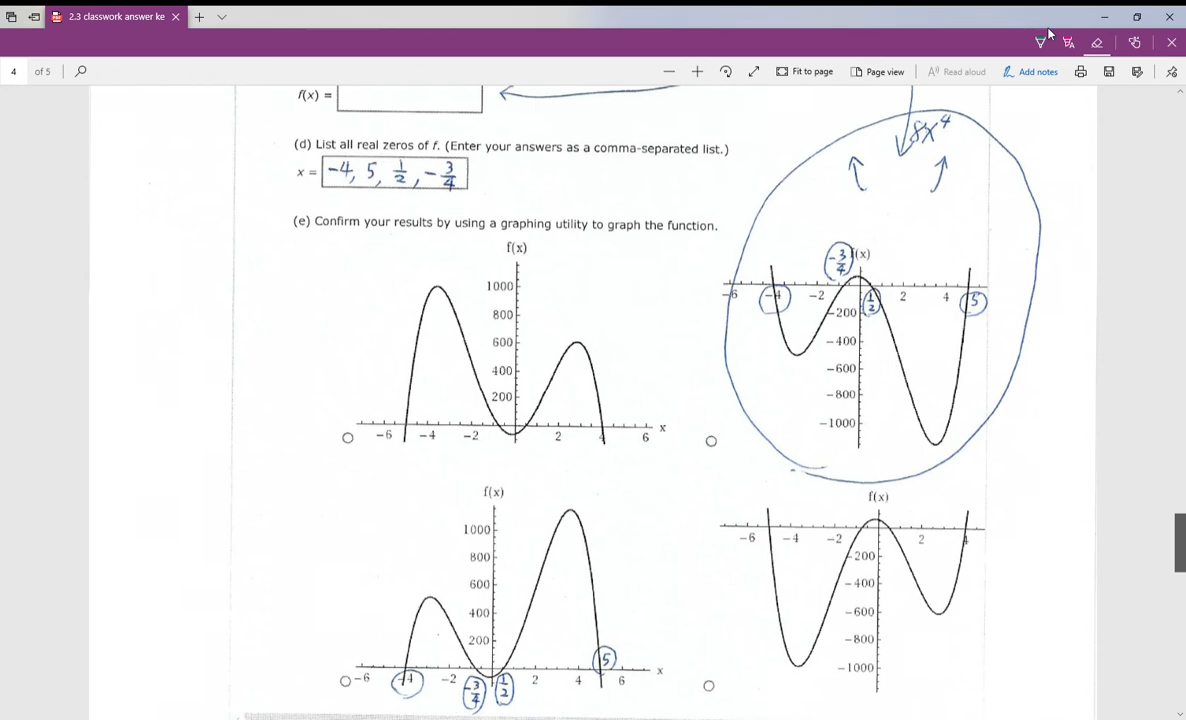 2.3 classwork answer ke
4 of 5
Fit to page
Page view
Read aloud
Add notes
f(x) =
8x⁴
(d) List all real zeros of f. (Enter your answers as a comma-separated list.)
x = -4, 5, 1/2, -3/4
(e) Confirm your results by using a graphing utility to graph the function.
f(x)
1000
800
600
400
200
-6 -4 -2 2 4 6 x
-3/4 f(x)
-6 -4 -2 1/2 2 4 5
-200
-400
-600
-800
-1000
f(x)
1000
800
600
400
200
5
x
-6 -4 -2 -3/4 1/2 2 4 6
f(x)
-6 -4 -2 2 4
-200
-400
-600
-800
-1000